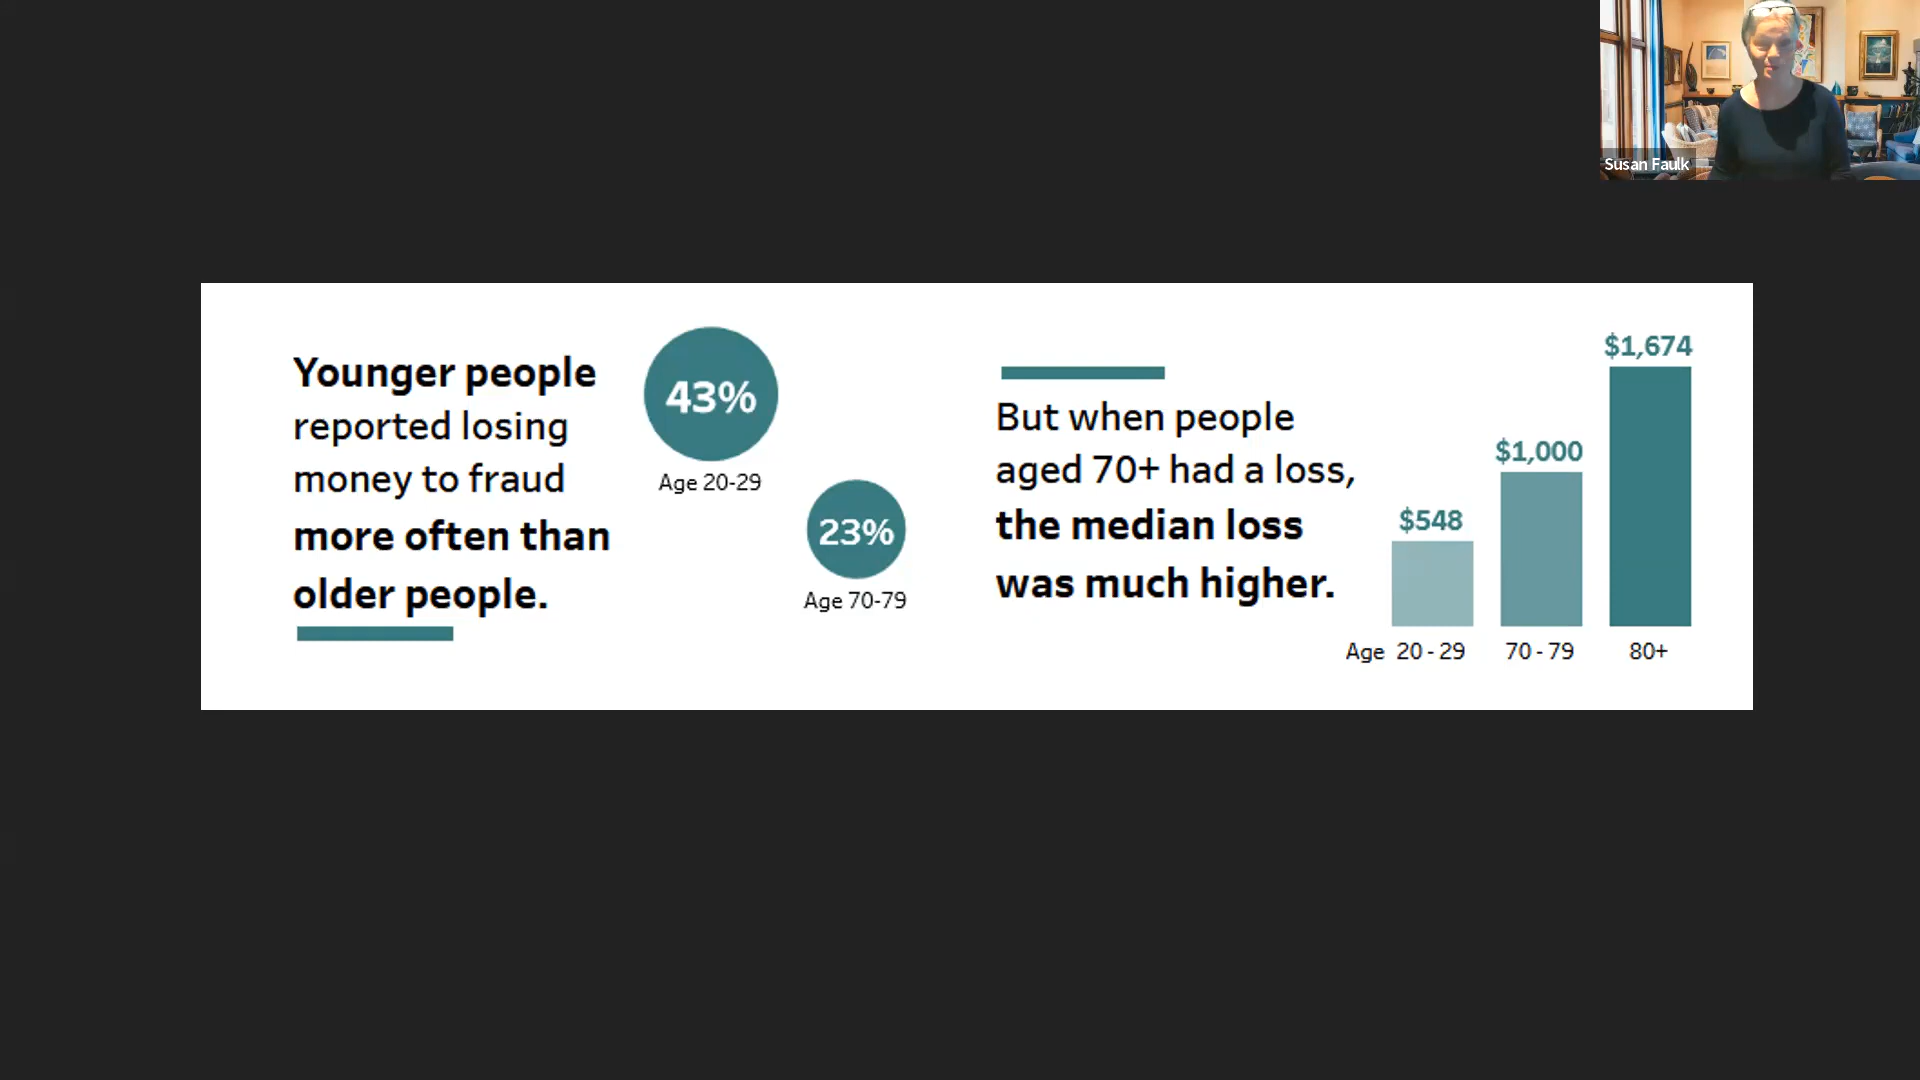 Susan Faulk
Younger people
reported losing
money to fraud
more often than
older people.
43%
Age 20-29
23%
Age 70-79
But when people
aged 70+ had a loss,
the median loss
was much higher.
$548
$1,000
$1,674
Age 20 - 29 70 - 79 80+